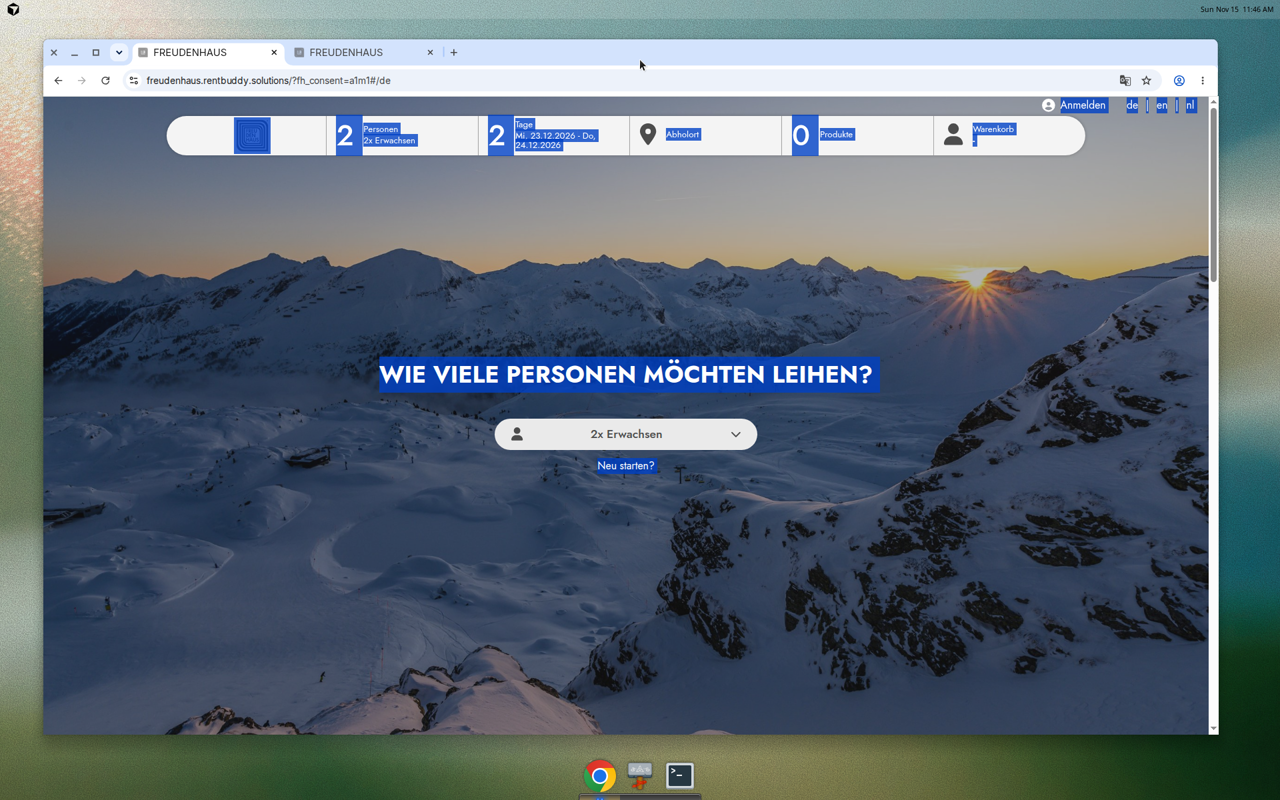 Sun Nov 15 11:46 AM
FREUDENHAUS
FREUDENHAUS
freudenhaus.rentbuddy.solutions/?fh_consent=a1m1#/de
Anmelden de | en | nl
2 Personen
2x Erwachsen
2 Tage
Mi. 23.12.2026 - Do,
24.12.2026
Abholort
0 Produkte
Warenkorb
-
WIE VIELE PERSONEN MÖCHTEN LEIHEN?
2x Erwachsen
Neu starten?